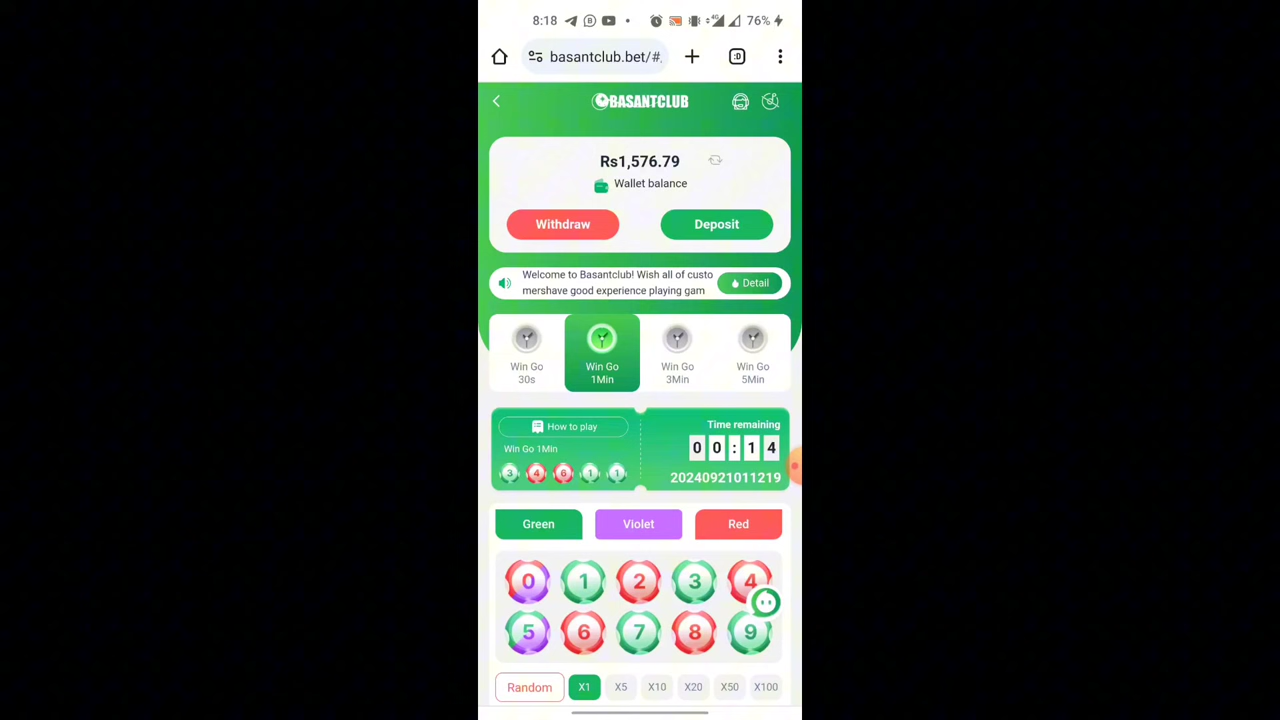 8:18 76%
basantclub.bet/#
BASANTCLUB
Rs1,576.79
Wallet balance
Withdraw Deposit
Welcome to Basantclub! Wish all of custo
mershave good experience playing gam
Detail
Win Go
30s
Win Go
1Min
Win Go
3Min
Win Go
5Min
How to play
Win Go 1Min
3 4 6 1 1
Time remaining
0 0 : 1 4
20240921011219
Green Violet Red
0 1 2 3 4
5 6 7 8 9
Random X1 X5 X10 X20 X50 X100